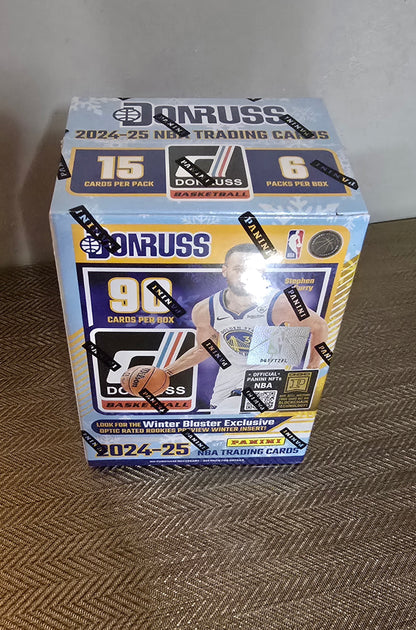 DONRUSS
2024-25 NBA TRADING CARDS
15
CARDS PER PACK
DONRUSS
BASKETBALL
6
PACKS PER BOX
DONRUSS
Stephen
Curry
90
CARDS PER BOX
DONRUSS
BASKETBALL
• OFFICIAL •
PANINI NFTs
NBA
LOOK FOR THE Winter Blaster Exclusive
OPTIC RATED ROOKIES PREVIEW WINTER INSERT!
PANINI
2024-25 NBA TRADING CARDS